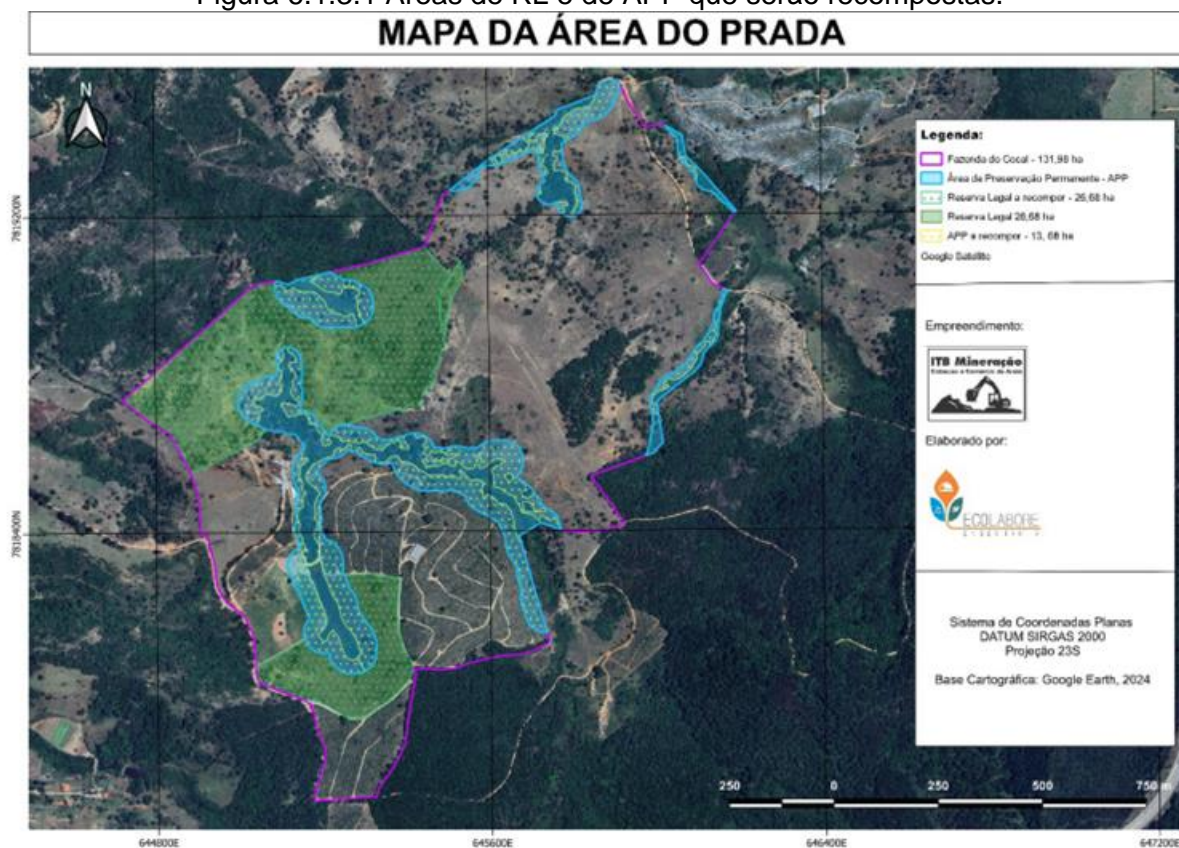 Figura 6.4.3.1 Áreas de RL e de APP que serão recompostas.
MAPA DA ÁREA DO PRADA
N
Legenda:
Fazenda do Cocal - 131,98 ha
Área de Preservação Permanente - APP
Reserva Legal a recompor - 26,68 ha
Reserva Legal 26,68 ha
APP a recompor - 13, 68 ha
Google Satellite
Empreendimento:
ITB Mineração
Elaborado por:
ECOLABORE
ENGENHARIA
Sistema de Coordenadas Planas
DATUM SIRGAS 2000
Projeção 23S
Base Cartográfica: Google Earth, 2024
250 0 250 500 750 m
7819200N
7818400N
644800E 645600E 646400E 647200E